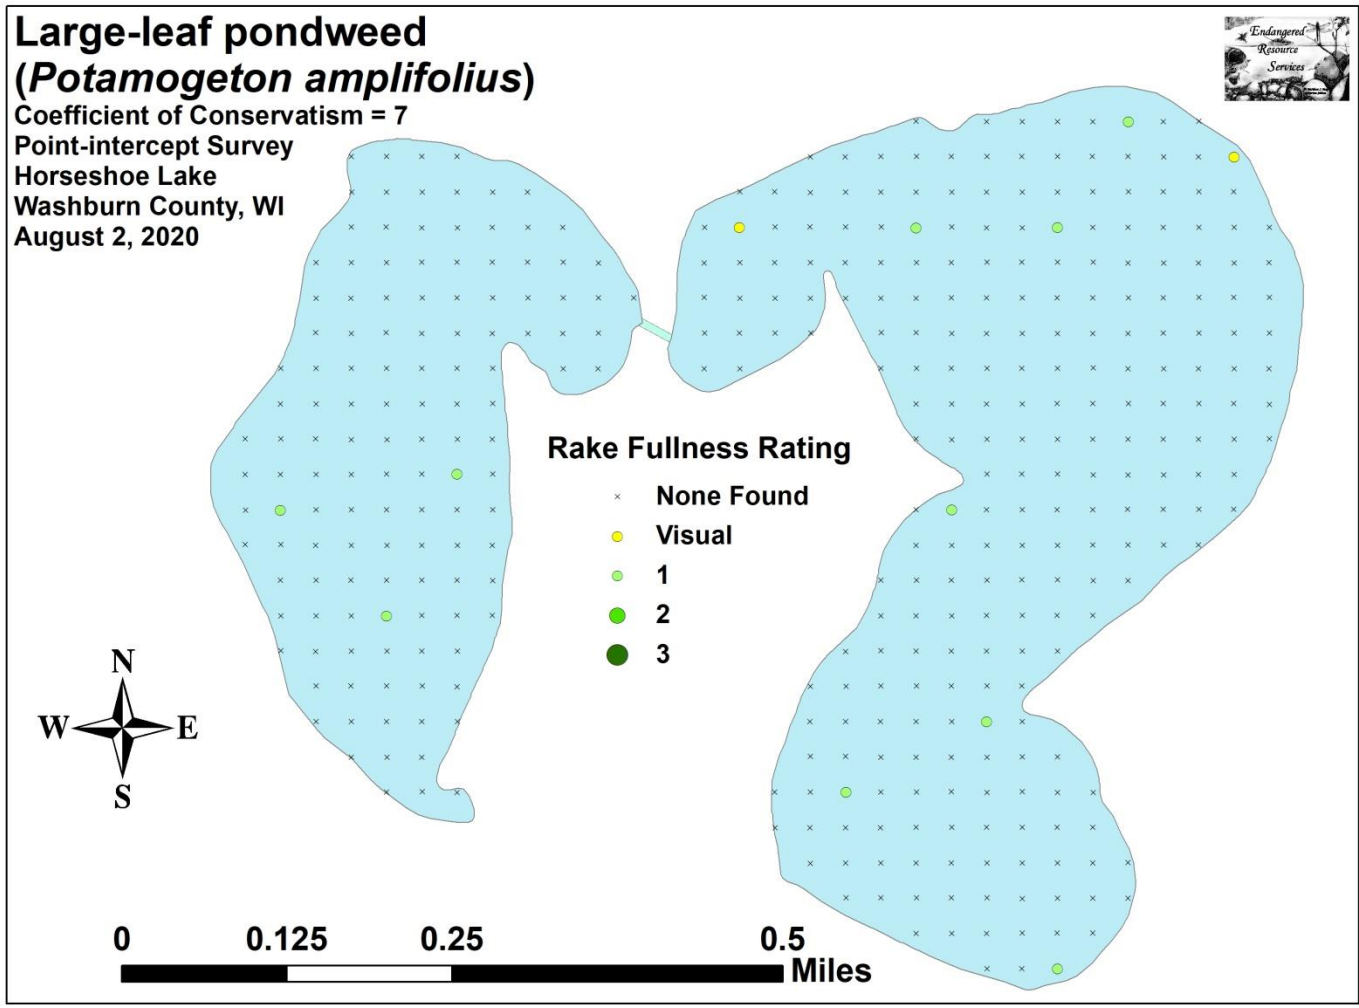 Large-leaf pondweed
(Potamogeton amplifolius)
Coefficient of Conservatism = 7
Point-intercept Survey
Horseshoe Lake
Washburn County, WI
August 2, 2020
Endangered
Resource
Services
Rake Fullness Rating
None Found
Visual
1
2
3
N
W E
S
0 0.125 0.25 0.5
Miles